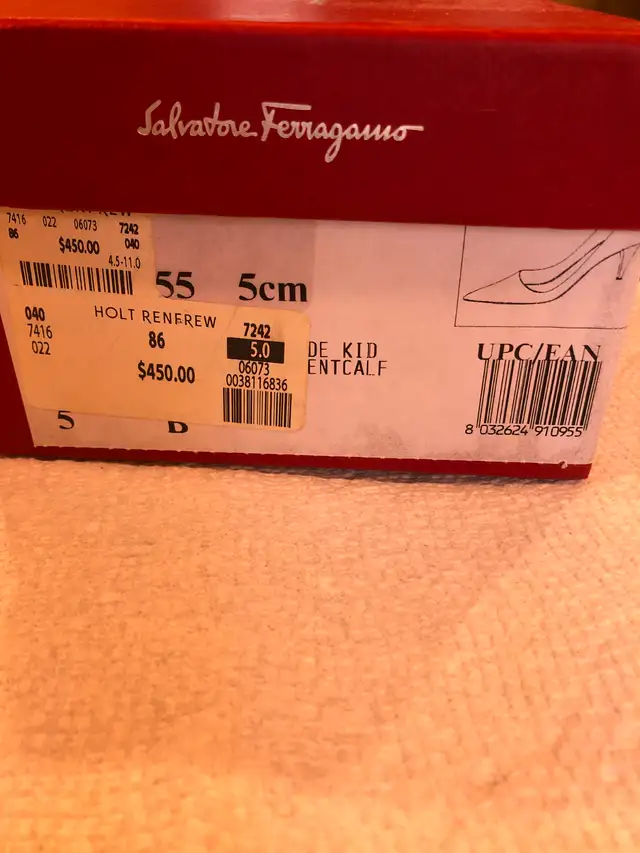 Salvatore Ferragamo
7416 022 06073 7242
86 $450.00 040
4.5-11.0
55 5cm
040 HOLT RENFREW 7242
7416 86 5.0
022 $450.00 06073
0038116836
DE KID
ENTCALF
UPC/EAN
8 032624 910955
5 B